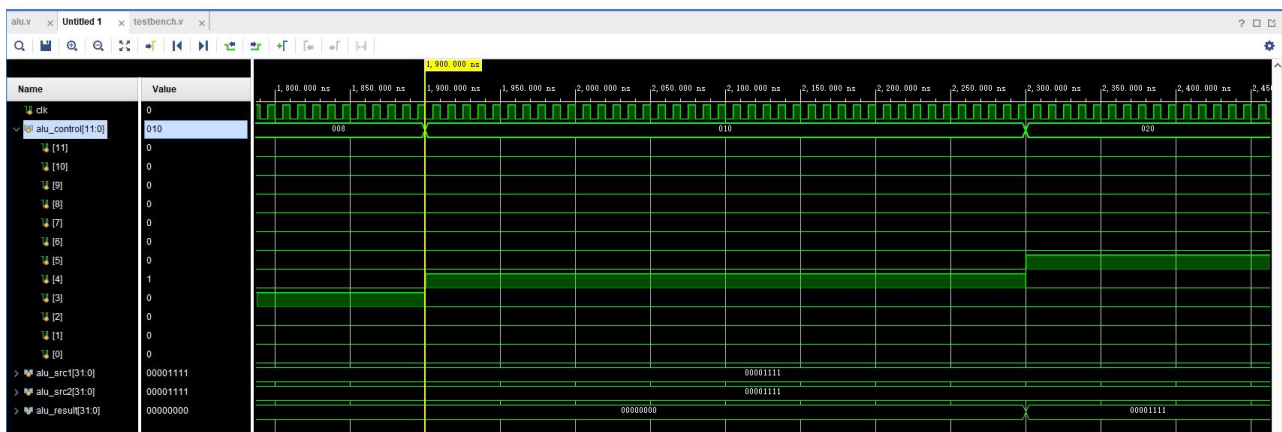 alu.v × Untitled 1 × testbench.v ×
1,900.000 ns
Name Value
1,800.000 ns 1,850.000 ns 1,900.000 ns 1,950.000 ns 2,000.000 ns 2,050.000 ns 2,100.000 ns 2,150.000 ns 2,200.000 ns 2,250.000 ns 2,300.000 ns 2,350.000 ns 2,400.000 ns 2,45
clk 0
alu_control[11:0] 010 008 010 020
[11] 0
[10] 0
[9] 0
[8] 0
[7] 0
[6] 0
[5] 0
[4] 1
[3] 0
[2] 0
[1] 0
[0] 0
alu_src1[31:0] 00001111 00001111
alu_src2[31:0] 00001111 00001111
alu_result[31:0] 00000000 00000000 00001111